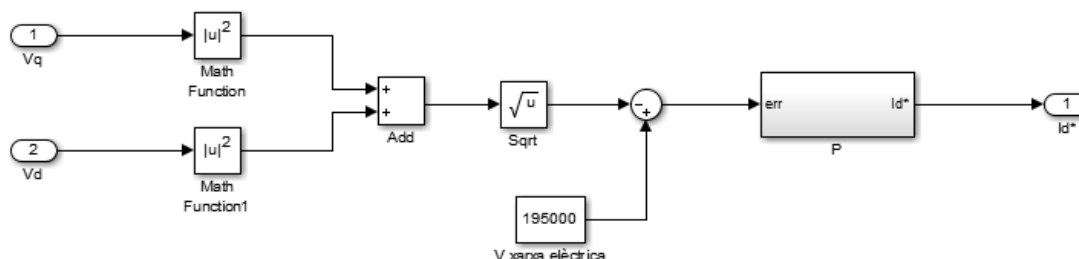 1
Vq
|u|²
Math
Function
2
Vd
|u|²
Math
Function1
+
+
Add
√u
Sqrt
−
+
195000
V xarxa elèctrica
err
Id*
P
1
Id*